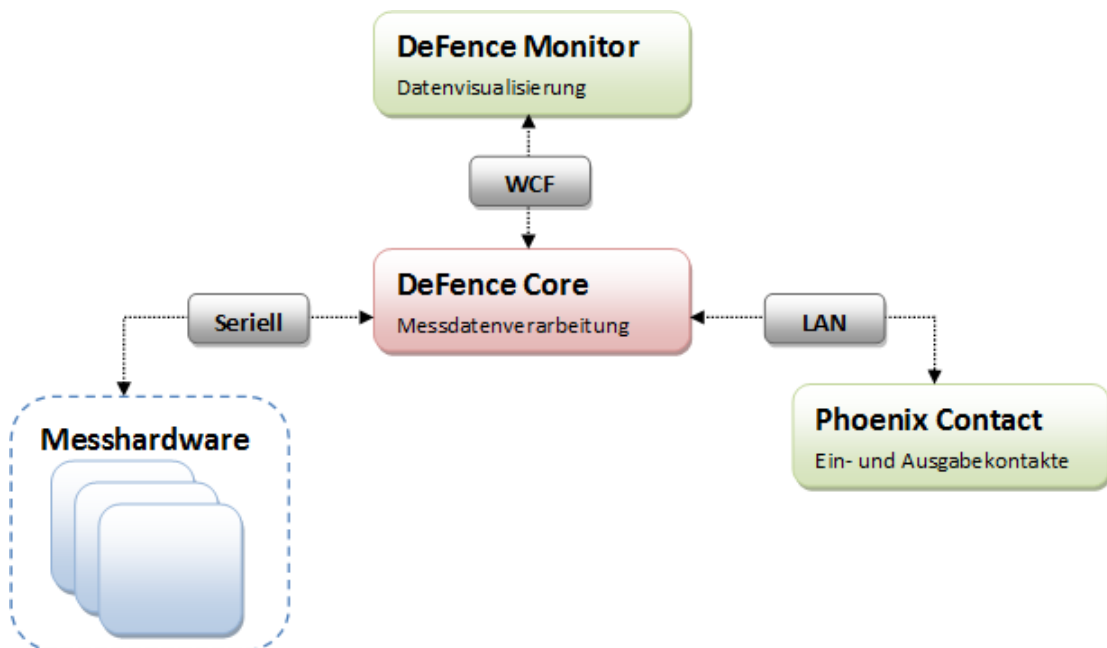 DeFence Monitor
Datenvisualisierung
WCF
DeFence Core
Messdatenverarbeitung
Seriell
LAN
Messhardware
Phoenix Contact
Ein- und Ausgabekontakte